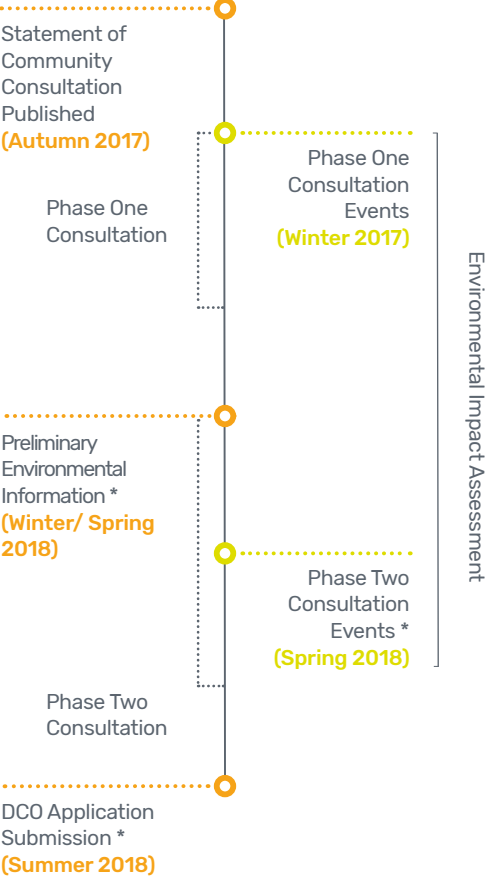 Statement of
Community
Consultation
Published
(Autumn 2017)
Phase One
Consultation
Events
(Winter 2017)
Phase One
Consultation
Environmental Impact Assessment
Preliminary
Environmental
Information *
(Winter/ Spring
2018)
Phase Two
Consultation
Events *
(Spring 2018)
Phase Two
Consultation
DCO Application
Submission *
(Summer 2018)